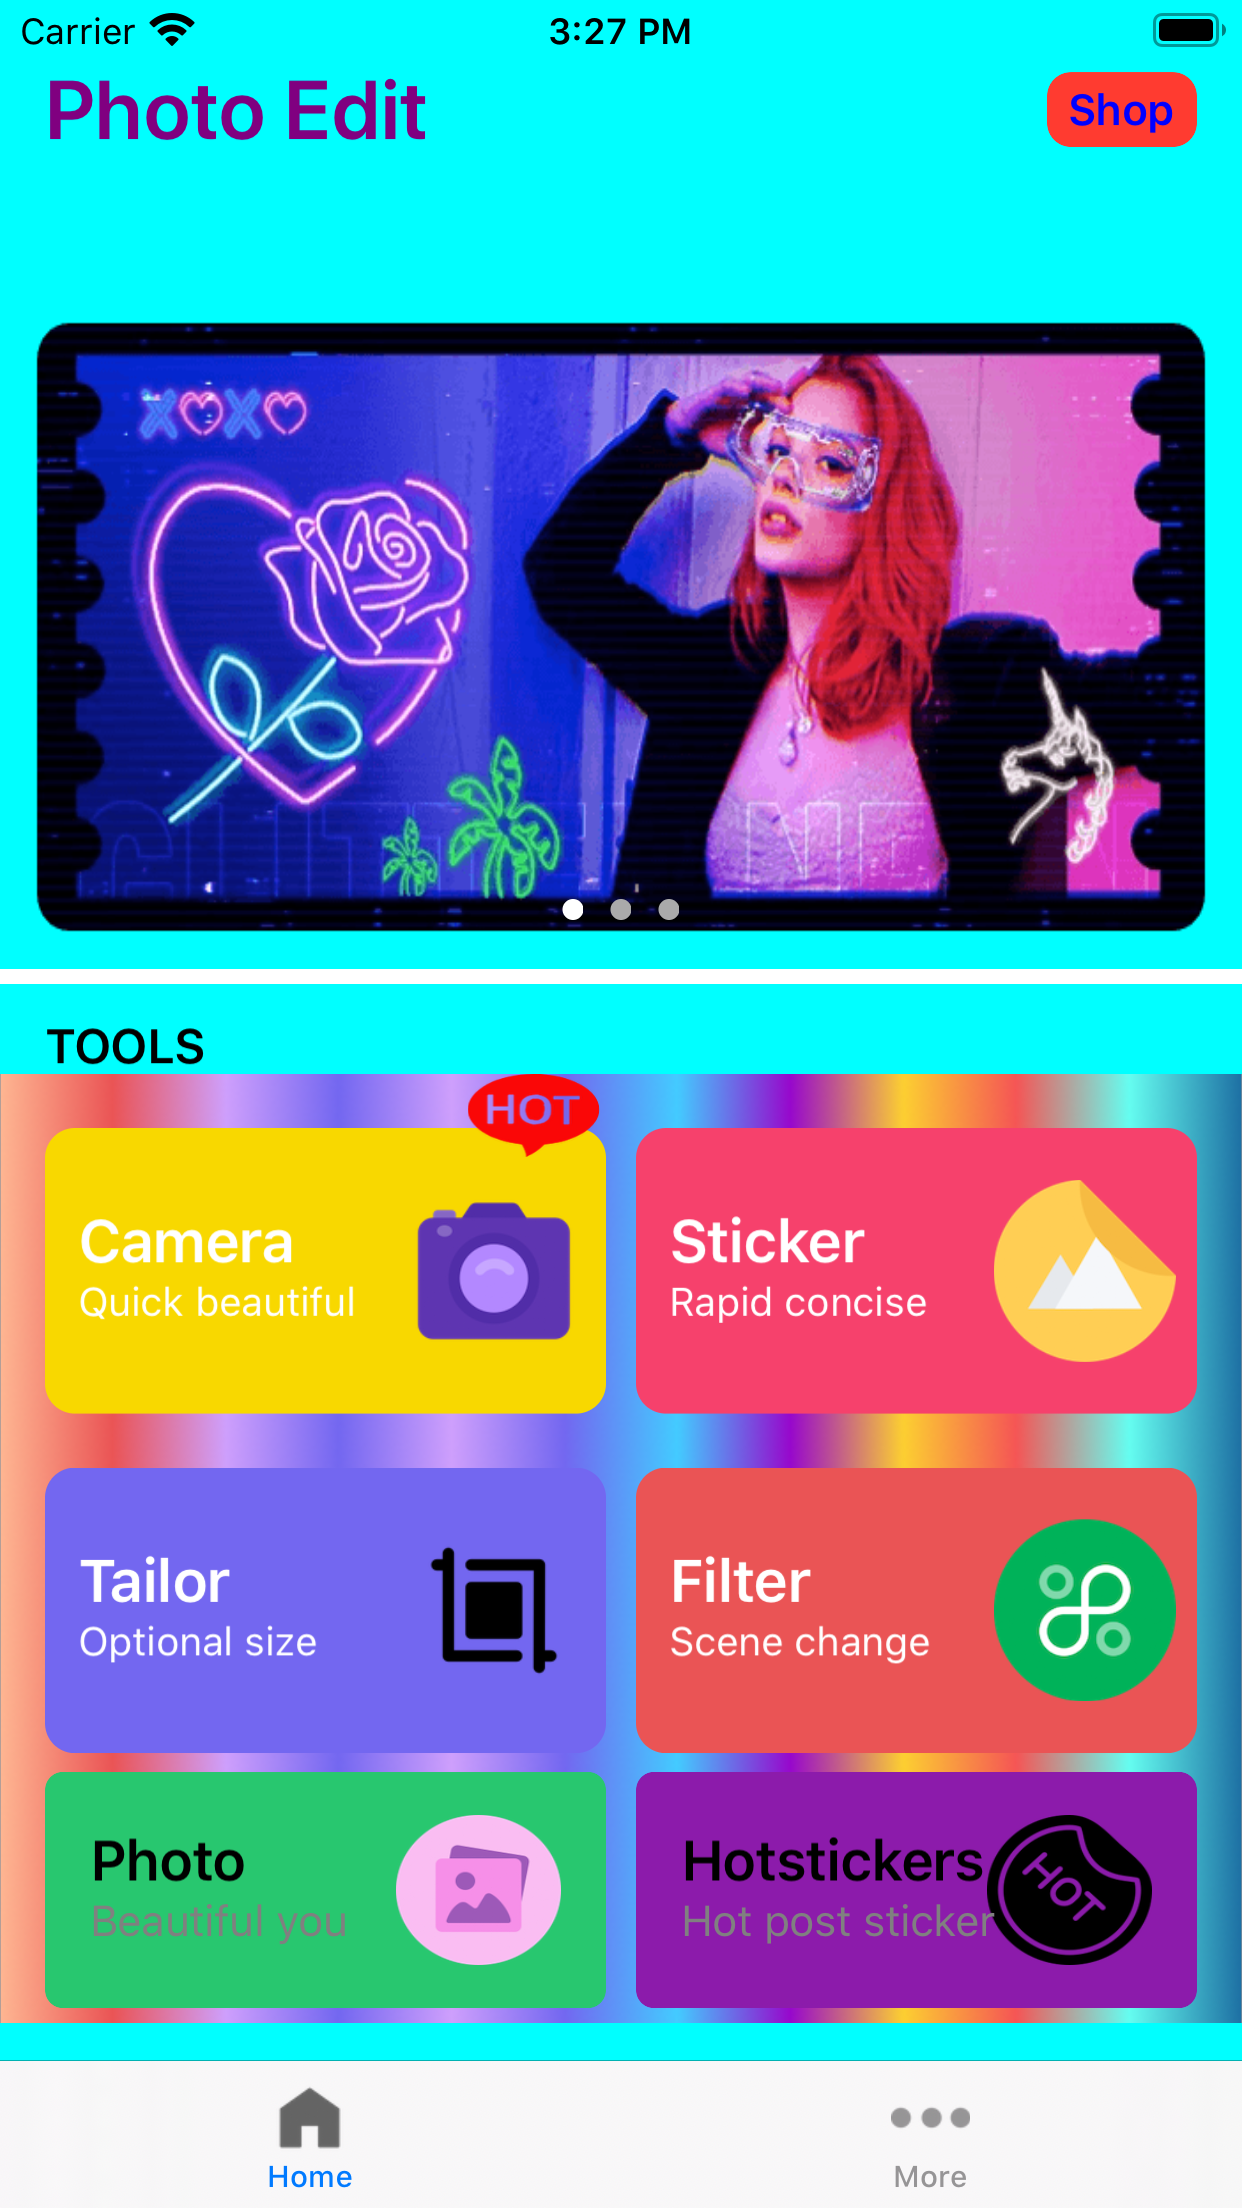 Carrier 3:27 PM
Photo Edit
Shop
X♡X♡
TOOLS
HOT
Camera
Quick beautiful
Sticker
Rapid concise
Tailor
Optional size
Filter
Scene change
Photo
Beautiful you
Hotstickers
Hot post sticker
HOT
Home
More